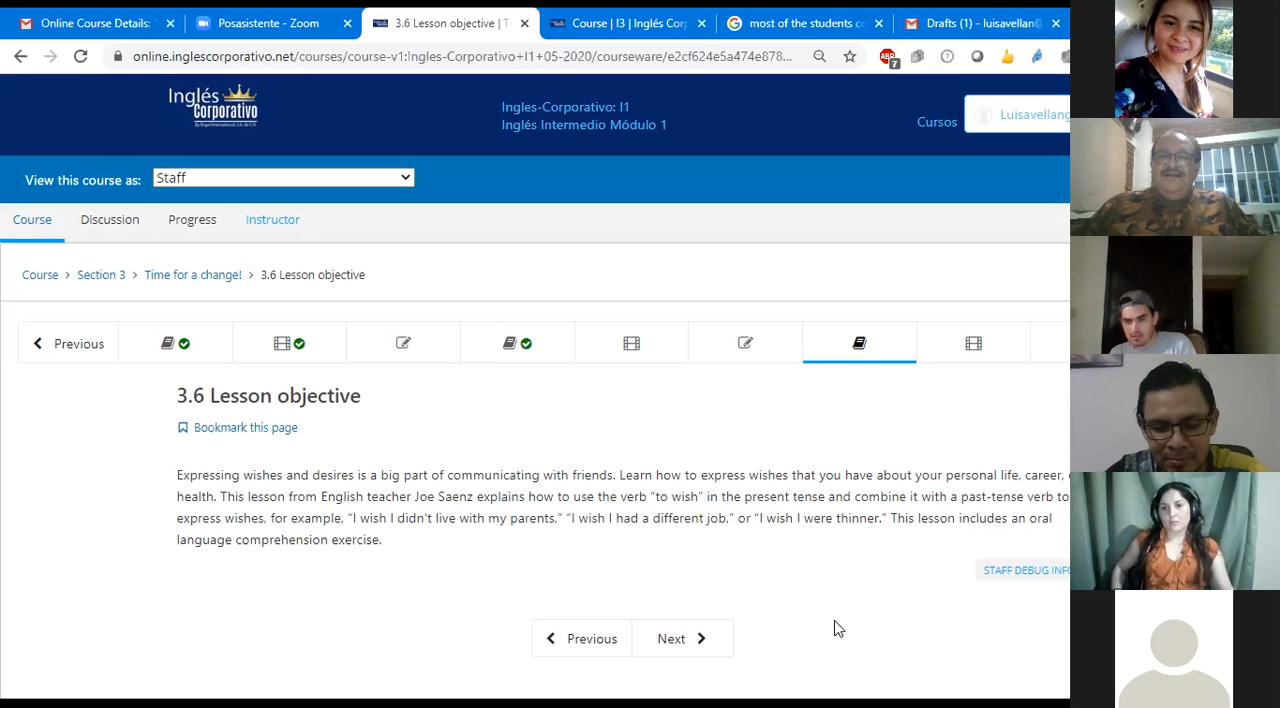 Online Course Details:
Posasistente - Zoom
3.6 Lesson objective | T
Course | I3 | Inglés Corp
most of the students co
Drafts (1) - luisavellan@
online.inglescorporativo.net/courses/course-v1:Ingles-Corporativo+I1+05-2020/courseware/e2cf624e5a474e878...
7
Inglés
Corporativo
Ingles-Corporativo: I1
Inglés Intermedio Módulo 1
Cursos
Luisavellang
View this course as:
Staff
Course
Discussion
Progress
Instructor
Course > Section 3 > Time for a change! > 3.6 Lesson objective
Previous
3.6 Lesson objective
Bookmark this page
Expressing wishes and desires is a big part of communicating with friends. Learn how to express wishes that you have about your personal life, career,
health. This lesson from English teacher Joe Saenz explains how to use the verb “to wish” in the present tense and combine it with a past-tense verb to
express wishes, for example, “I wish I didn't live with my parents,” “I wish I had a different job,” or “I wish I were thinner.” This lesson includes an oral
language comprehension exercise.
STAFF DEBUG INFO
Previous
Next